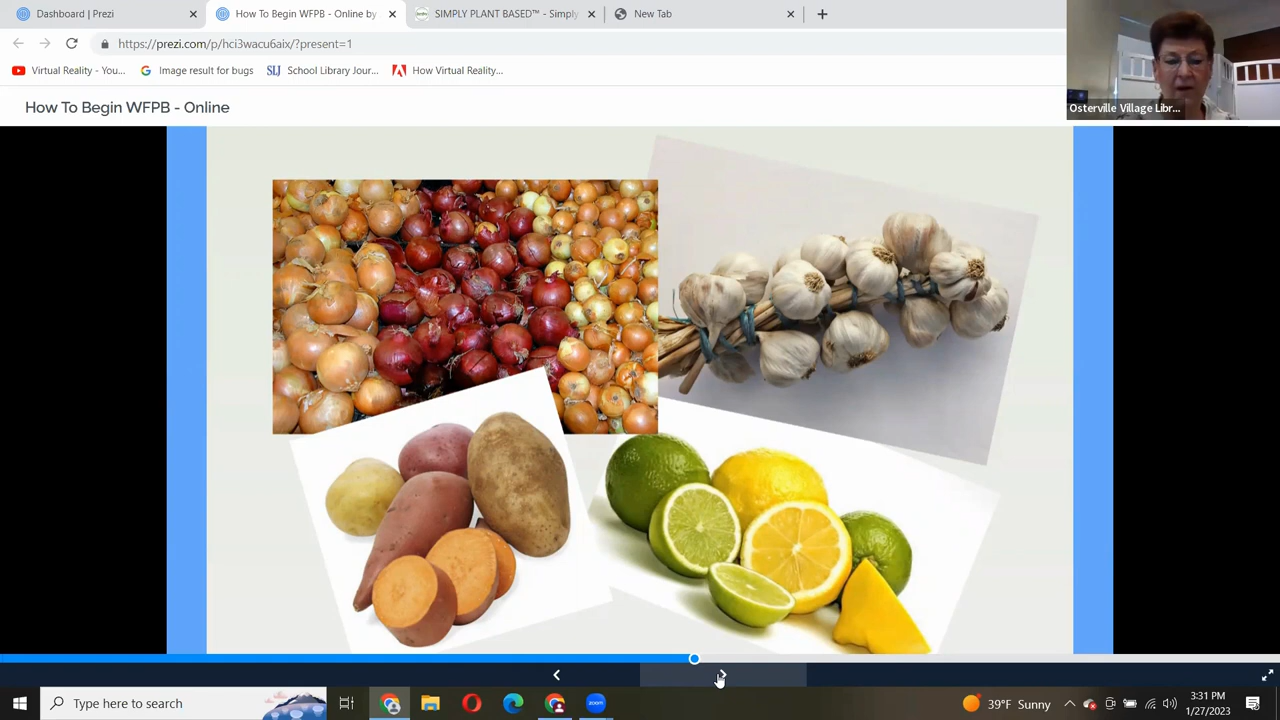 Dashboard | Prezi
How To Begin WFPB - Online by
SIMPLY PLANT BASED™ - Simply
New Tab
https://prezi.com/p/hci3wacu6aix/?present=1
Virtual Reality - You...
Image result for bugs
SLJ
School Library Jour...
How Virtual Reality...
Osterville Village Libr...
How To Begin WFPB - Online
Type here to search
zoom
39°F Sunny
3:31 PM
1/27/2023